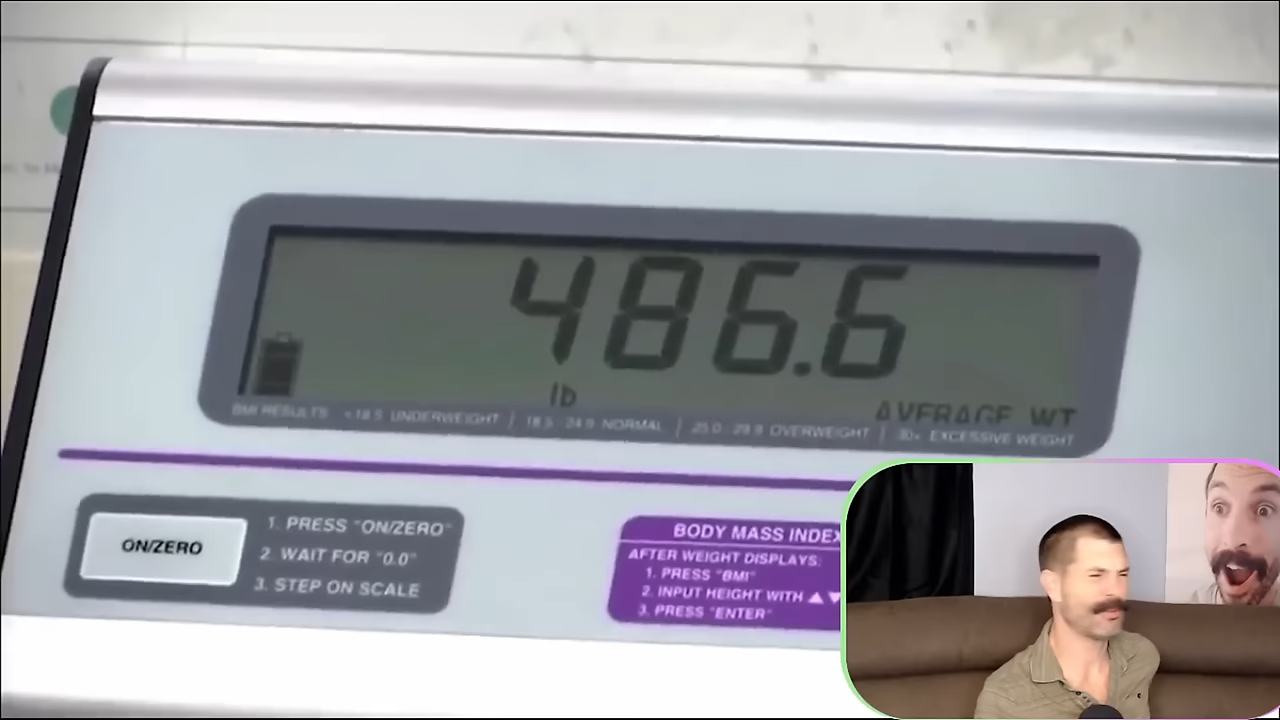 486.6
lb
AVERAGE WT
BMI RESULTS <18.5 UNDERWEIGHT | 18.5 - 24.9 NORMAL | 25.0 - 29.9 OVERWEIGHT | 30+ EXCESSIVE WEIGHT
ON/ZERO
1. PRESS "ON/ZERO"
2. WAIT FOR "0.0"
3. STEP ON SCALE
BODY MASS INDEX
AFTER WEIGHT DISPLAYS:
1. PRESS "BMI"
2. INPUT HEIGHT WITH ▲▼
3. PRESS "ENTER"